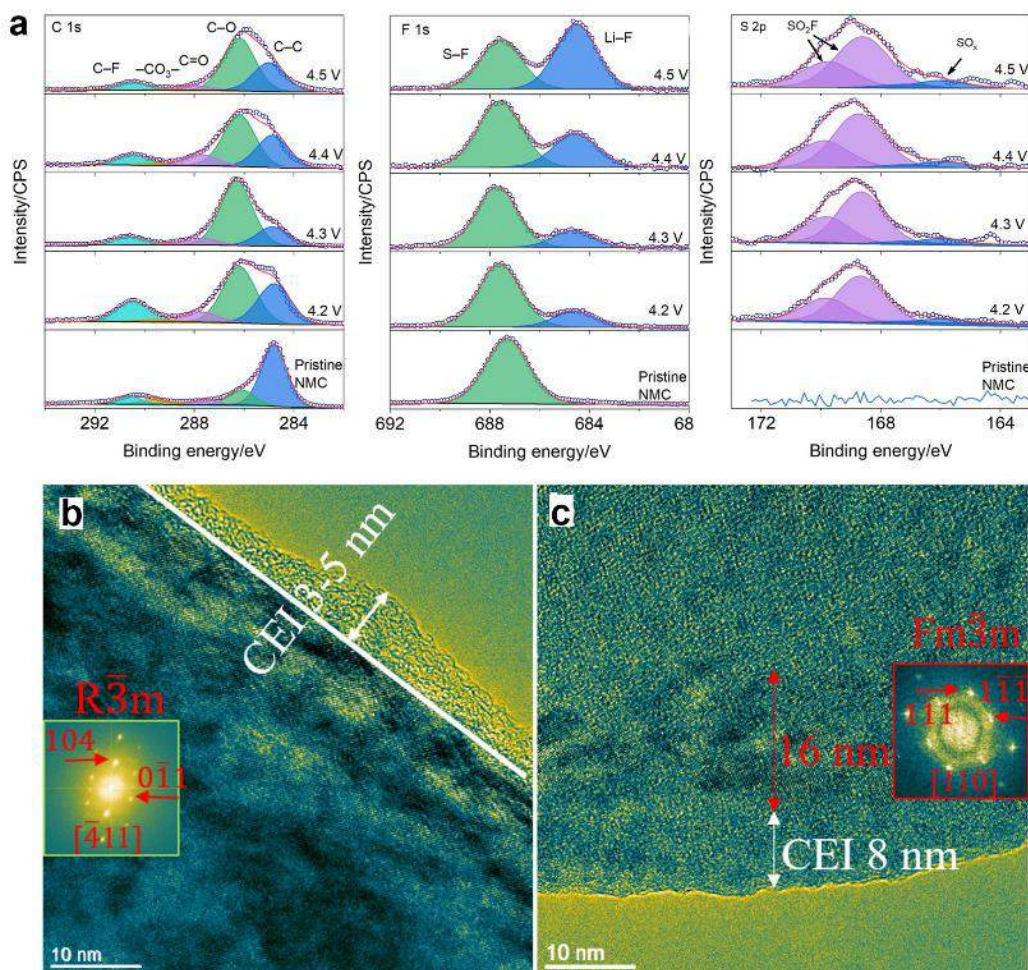 a
C 1s
C–F
–CO₃–
C=O
C–O
C–C
4.5 V
4.4 V
4.3 V
4.2 V
Pristine
NMC
Intensity/CPS
292
288
284
Binding energy/eV
F 1s
S–F
Li–F
4.5 V
4.4 V
4.3 V
4.2 V
Pristine
NMC
Intensity/CPS
692
688
684
68
Binding energy/eV
S 2p
SO₂F
SOₓ
4.5 V
4.4 V
4.3 V
4.2 V
Pristine
NMC
Intensity/CPS
172
168
164
Binding energy/eV
b
CEI 3-5 nm
R3̅m
104
01̅1
[4̅11]
10 nm
c
Fm3̅m
11̅1
111
[110]
16 nm
CEI 8 nm
10 nm